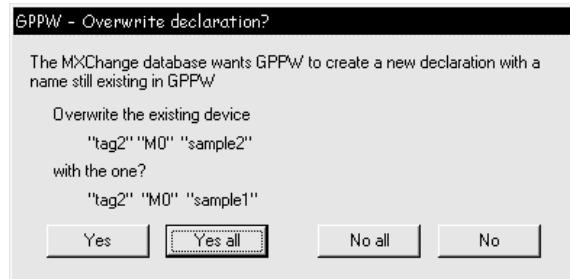 GPPW - Overwrite declaration?
The MXChange database wants GPPW to create a new declaration with a
name still existing in GPPW
Overwrite the existing device
"tag2" "M0" "sample2"
with the one?
"tag2" "M0" "sample1"
Yes Yes all No all No